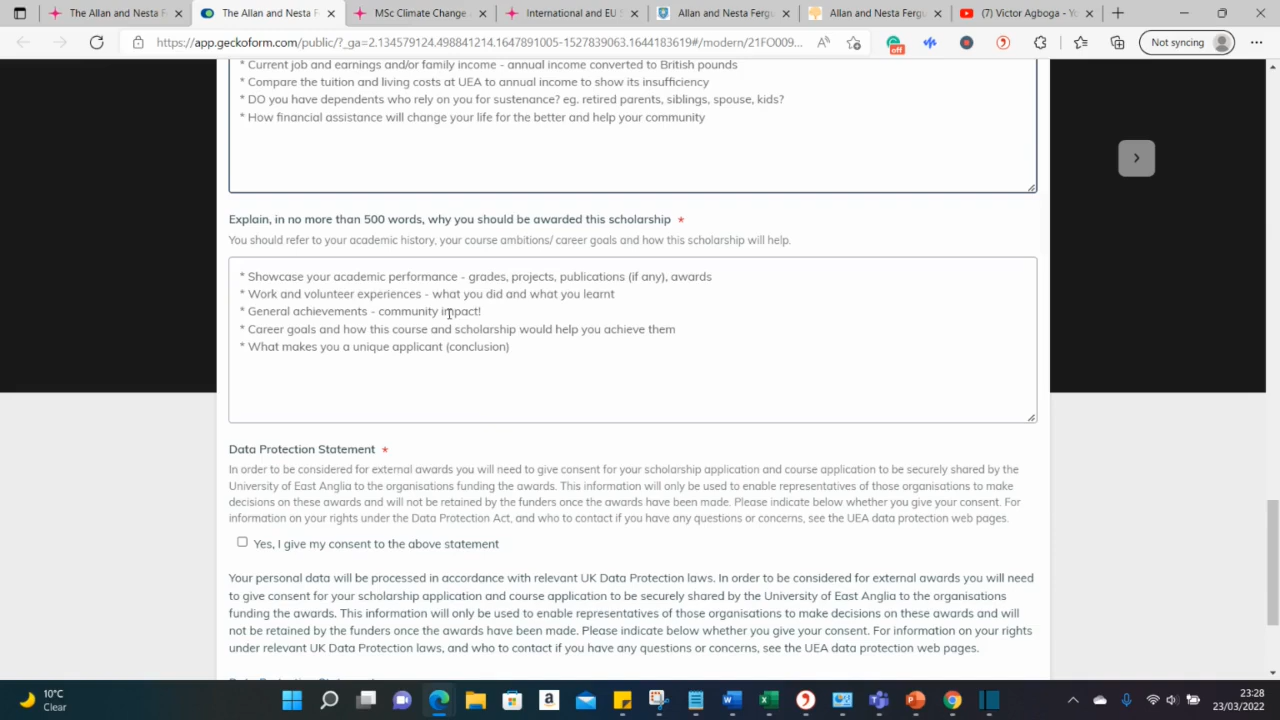 The Allan and Nesta F
The Allan and Nesta F
MSc Climate Change
International and EU
Allan and Nesta Fergu
Allan and Nesta Fergu
(7) Victor Agboga - Yo
https://app.geckoform.com/public/?_ga=2.134579124.498841214.1647891005-1527839063.1644183619#/modern/21FO009...
off
Not syncing
* Current job and earnings and/or family income - annual income converted to British pounds
* Compare the tuition and living costs at UEA to annual income to show its insufficiency
* DO you have dependents who rely on you for sustenance? eg. retired parents, siblings, spouse, kids?
* How financial assistance will change your life for the better and help your community
Explain, in no more than 500 words, why you should be awarded this scholarship *
You should refer to your academic history, your course ambitions/ career goals and how this scholarship will help.
* Showcase your academic performance - grades, projects, publications (if any), awards
* Work and volunteer experiences - what you did and what you learnt
* General achievements - community impact!
* Career goals and how this course and scholarship would help you achieve them
* What makes you a unique applicant (conclusion)
Data Protection Statement *
In order to be considered for external awards you will need to give consent for your scholarship application and course application to be securely shared by the
University of East Anglia to the organisations funding the awards. This information will only be used to enable representatives of those organisations to make
decisions on these awards and will not be retained by the funders once the awards have been made. Please indicate below whether you give your consent. For
information on your rights under the Data Protection Act, and who to contact if you have any questions or concerns, see the UEA data protection web pages.
Yes, I give my consent to the above statement
Your personal data will be processed in accordance with relevant UK Data Protection laws. In order to be considered for external awards you will need
to give consent for your scholarship application and course application to be securely shared by the University of East Anglia to the organisations
funding the awards. This information will only be used to enable representatives of those organisations to make decisions on these awards and will
not be retained by the funders once the awards have been made. Please indicate below whether you give your consent. For information on your rights
under relevant UK Data Protection laws, and who to contact if you have any questions or concerns, see the UEA data protection web pages.
10°C
Clear
23:28
23/03/2022